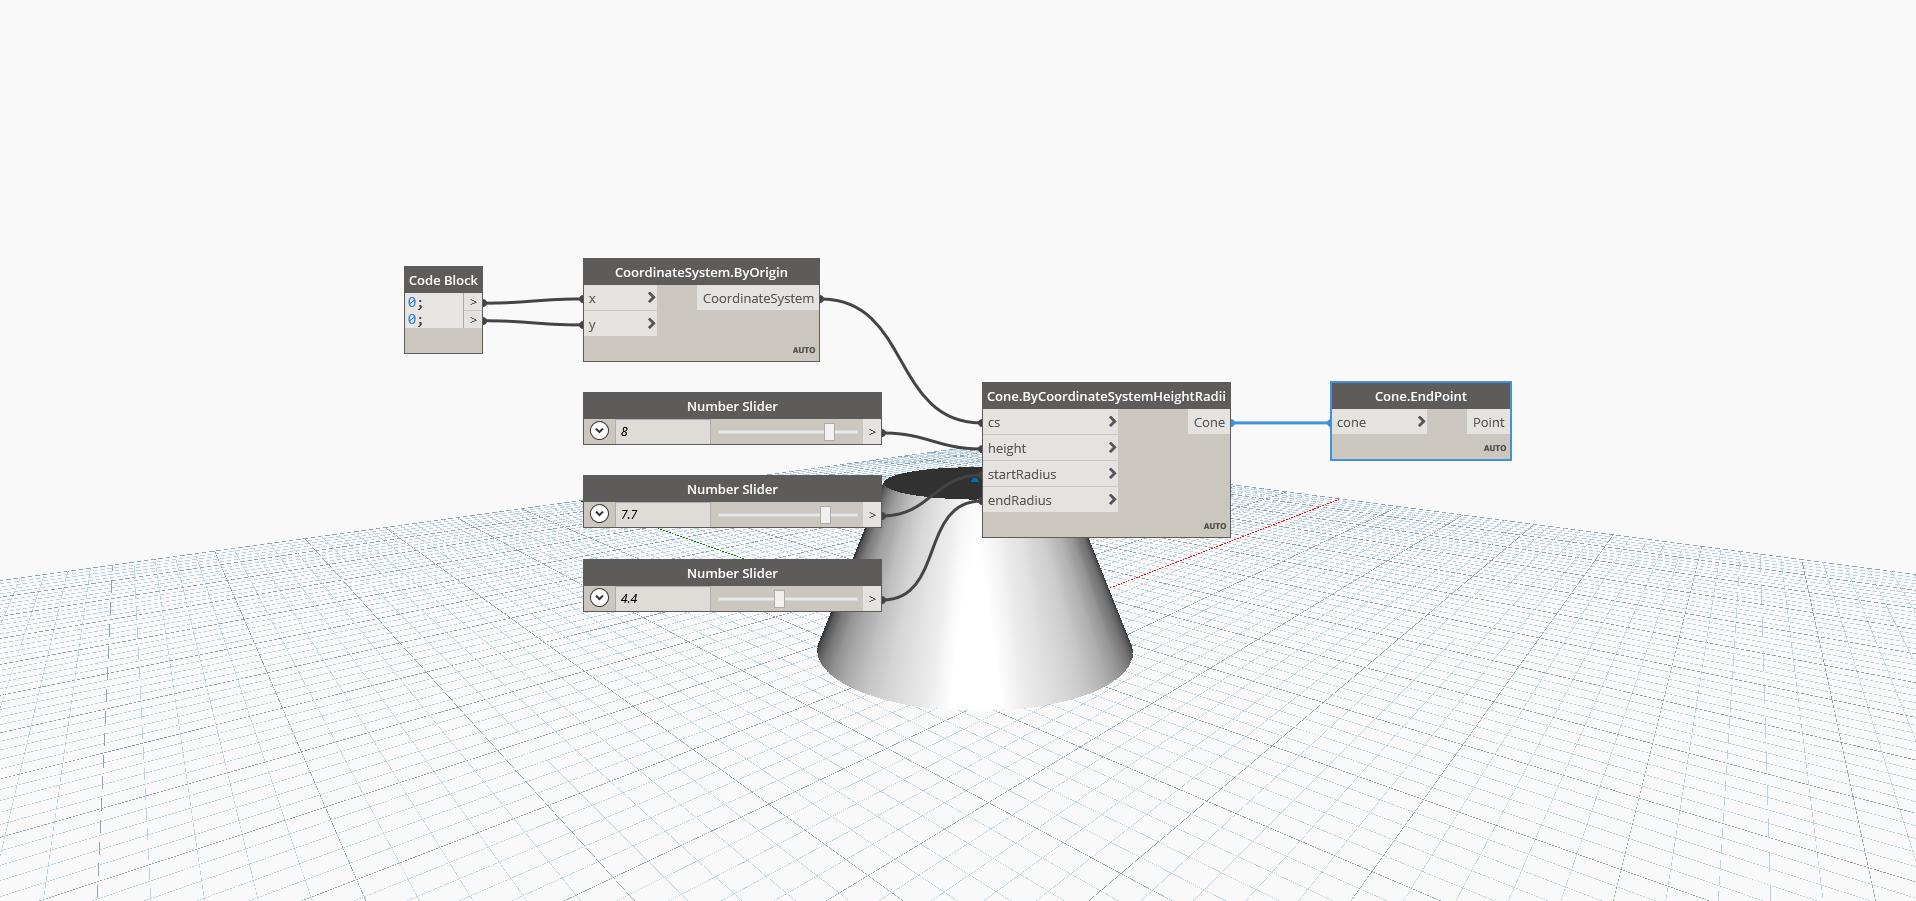 Code Block
0; >
0; >
CoordinateSystem.ByOrigin
x CoordinateSystem
y
AUTO
Number Slider
8 >
Number Slider
7.7 >
Number Slider
4.4 >
Cone.ByCoordinateSystemHeightRadii
cs Cone
height
startRadius
endRadius
AUTO
Cone.EndPoint
cone Point
AUTO